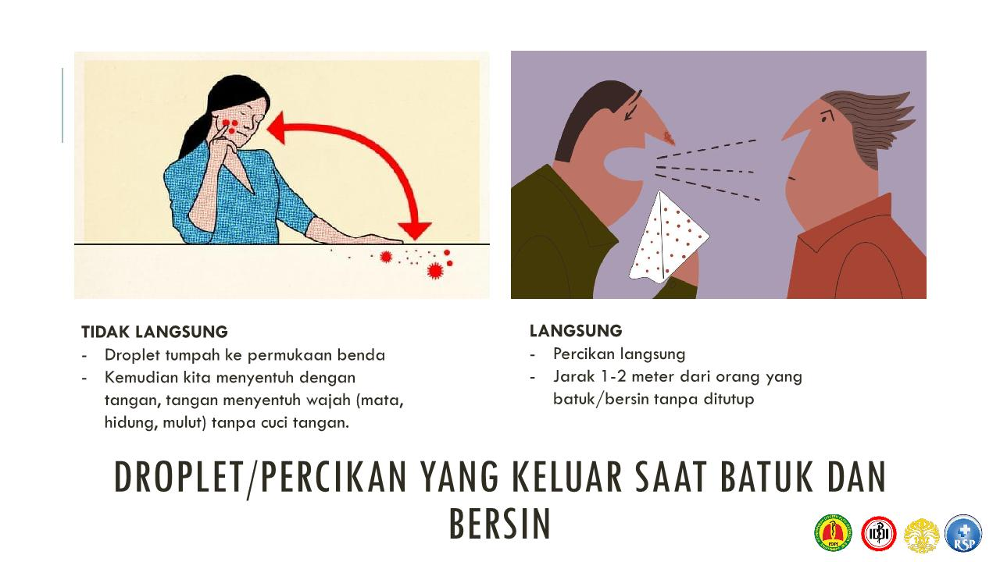 TIDAK LANGSUNG
- Droplet tumpah ke permukaan benda
- Kemudian kita menyentuh dengan
tangan, tangan menyentuh wajah (mata,
hidung, mulut) tanpa cuci tangan.
LANGSUNG
- Percikan langsung
- Jarak 1-2 meter dari orang yang
batuk/bersin tanpa ditutup
DROPLET/PERCIKAN YANG KELUAR SAAT BATUK DAN
BERSIN
IDI
RSP